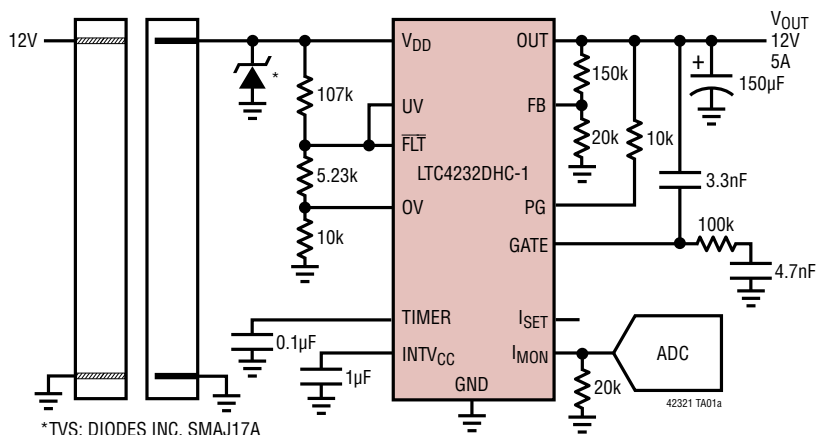 12V
*
V_DD
UV
FLT
OV
TIMER
INTV_CC
GND
OUT
FB
PG
GATE
I_SET
I_MON
LTC4232DHC-1
107k
5.23k
10k
0.1µF
1µF
150k
20k
10k
V_OUT
12V
5A
+
150µF
3.3nF
100k
4.7nF
ADC
20k
42321 TA01a
*TVS: DIODES INC. SMAJ17A